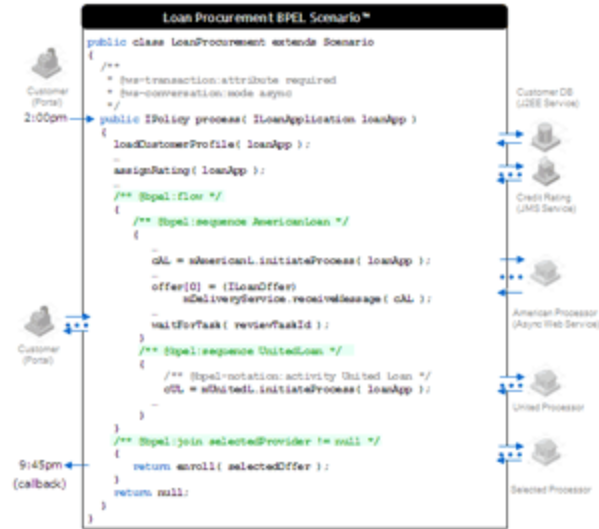 Loan Procurement BPEL Scenario™
public class LoanProcurement extends Scenario
{
/**
* @ws-transaction:attribute required
* @ws-conversation:mode async
*/
public IPolicy process( ILoanApplication loanApp )
{
loadCustomerProfile( loanApp );
…
assignRating( loanApp );
…
/** @bpel:flow */
{
/** @bpel:sequence AmericanLoan */
{
…
cAL = mAmericanL.initiateProcess( loanApp );
…
offer[0] = (ILoanOffer)
mDeliveryService.receiveMessage( cAL );
…
waitForTask( reviewTaskId );
}
/** @bpel:sequence UnitedLoan */
{
/** @bpel-notation:activity United Loan */
cUL = mUnitedL.initiateProcess( loanApp );
…
}
}
/** @bpel:join selectedProvider != null */
{
return enroll( selectedOffer );
}
return null;
}
}
Customer
(Portal)
2:00pm
Customer
(Portal)
9:45pm
(callback)
Customer DB
(J2EE Service)
Credit Rating
(JMS Service)
American Processor
(Async Web Service)
United Processor
Selected Processor